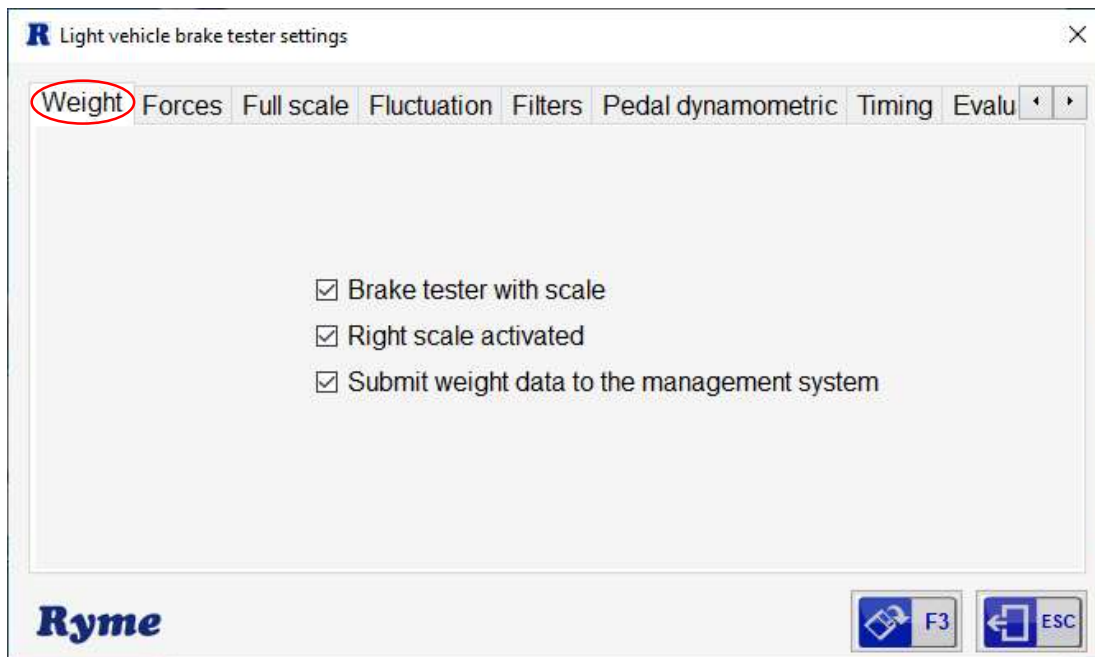 R Light vehicle brake tester settings
Weight Forces Full scale Fluctuation Filters Pedal dynamometric Timing Evalu
Brake tester with scale
Right scale activated
Submit weight data to the management system
Ryme F3 ESC